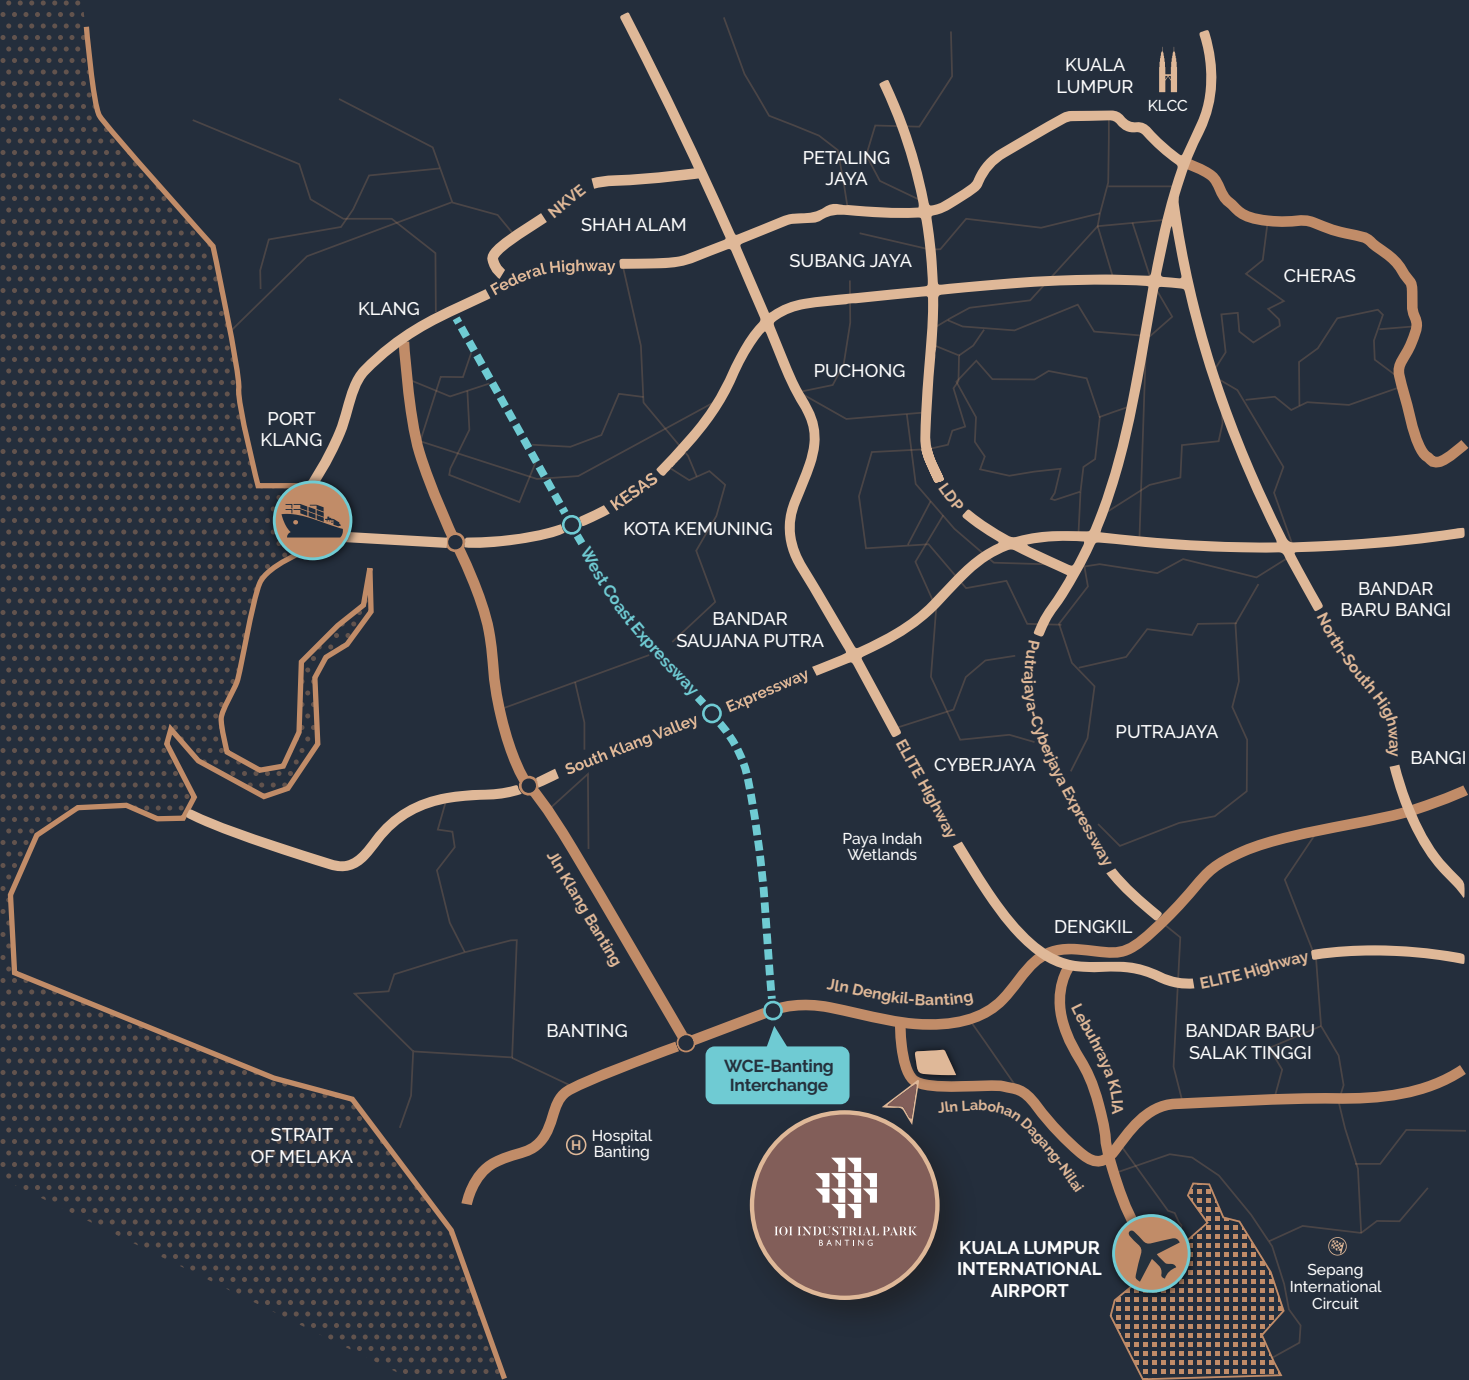 KUALA
LUMPUR
KLCC
PETALING
JAYA
NKVE
SHAH ALAM
Federal Highway
SUBANG JAYA
CHERAS
KLANG
PUCHONG
PORT
KLANG
KESAS
LDP
KOTA KEMUNING
West Coast Expressway
BANDAR
SAUJANA PUTRA
BANDAR
BARU BANGI
North-South Highway
Putrajaya-Cyberjaya Expressway
South Klang Valley Expressway
PUTRAJAYA
BANGI
CYBERJAYA
ELITE Highway
Paya Indah
Wetlands
Jln Klang Banting
DENGKIL
ELITE Highway
Jln Dengkil-Banting
BANTING
Lebuhraya KLIA
BANDAR BARU
SALAK TINGGI
WCE-Banting
Interchange
Jln Labohan Dagang-Nilai
STRAIT
OF MELAKA
H
Hospital
Banting
IOI INDUSTRIAL PARK
BANTING
KUALA LUMPUR
INTERNATIONAL
AIRPORT
Sepang
International
Circuit